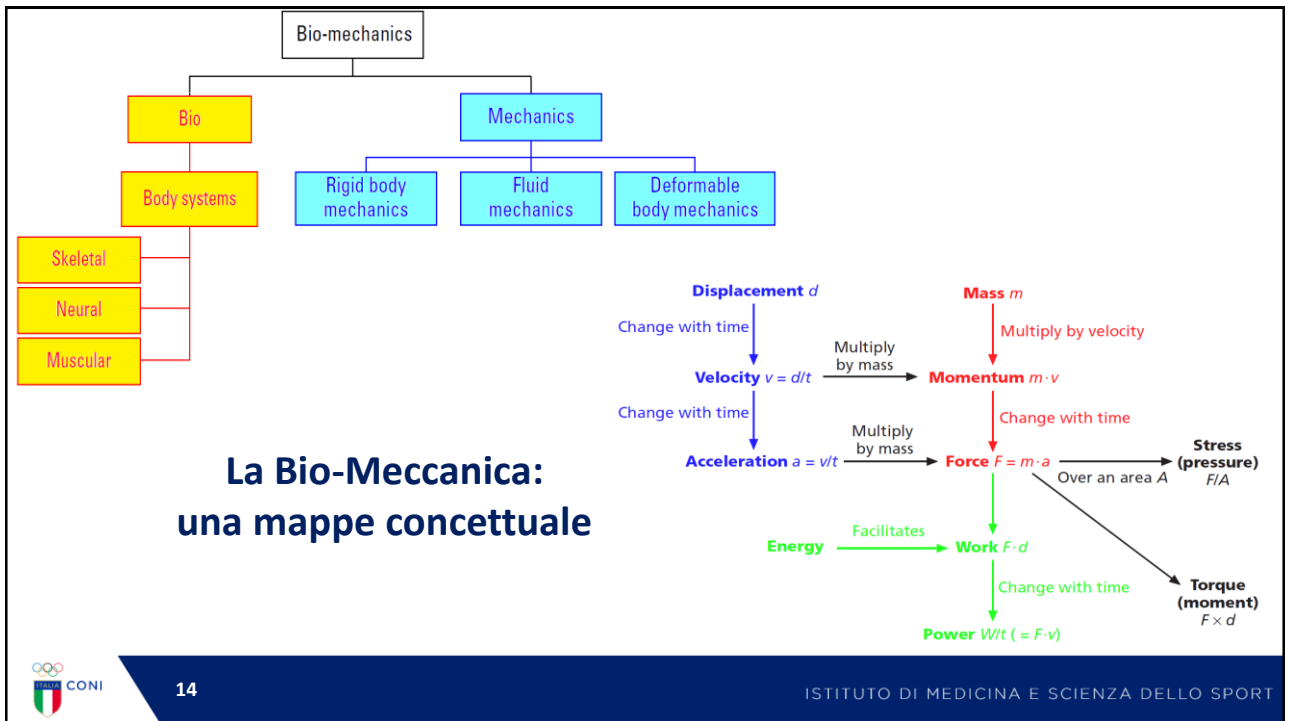 Bio-mechanics
Bio
Mechanics
Body systems
Rigid body
mechanics
Fluid
mechanics
Deformable
body mechanics
Skeletal
Neural
Muscular
Displacement d
Mass m
Change with time
Multiply by velocity
Multiply
by mass
Velocity v = d/t
Momentum m·v
Change with time
Change with time
Multiply
by mass
Acceleration a = v/t
Force F = m·a
Over an area A
Stress
(pressure)
F/A
La Bio-Meccanica:
una mappe concettuale
Energy
Facilitates
Work F·d
Change with time
Torque
(moment)
F × d
Power W/t ( = F·v)
ITALIA
CONI
14
ISTITUTO DI MEDICINA E SCIENZA DELLO SPORT